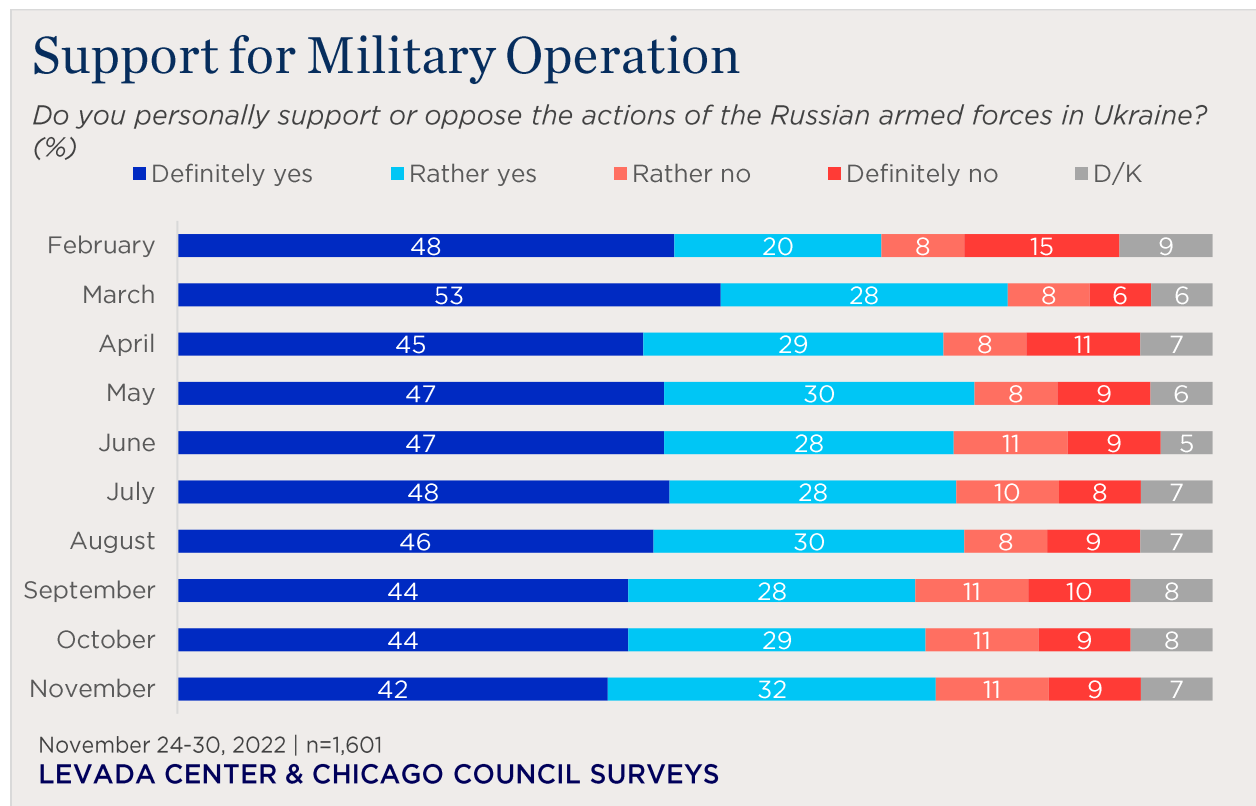 Support for Military Operation
Do you personally support or oppose the actions of the Russian armed forces in Ukraine?
(%)
Definitely yes Rather yes Rather no Definitely no D/K
February 48 20 8 15 9
March 53 28 8 6 6
April 45 29 8 11 7
May 47 30 8 9 6
June 47 28 11 9 5
July 48 28 10 8 7
August 46 30 8 9 7
September 44 28 11 10 8
October 44 29 11 9 8
November 42 32 11 9 7
November 24-30, 2022 | n=1,601
LEVADA CENTER & CHICAGO COUNCIL SURVEYS